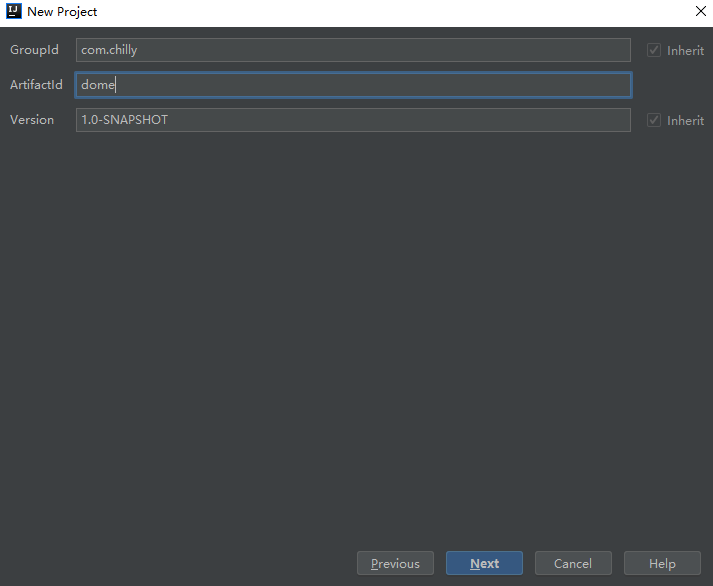 IJ New Project
GroupId com.chilly Inherit
ArtifactId dome
Version 1.0-SNAPSHOT Inherit
Previous Next Cancel Help